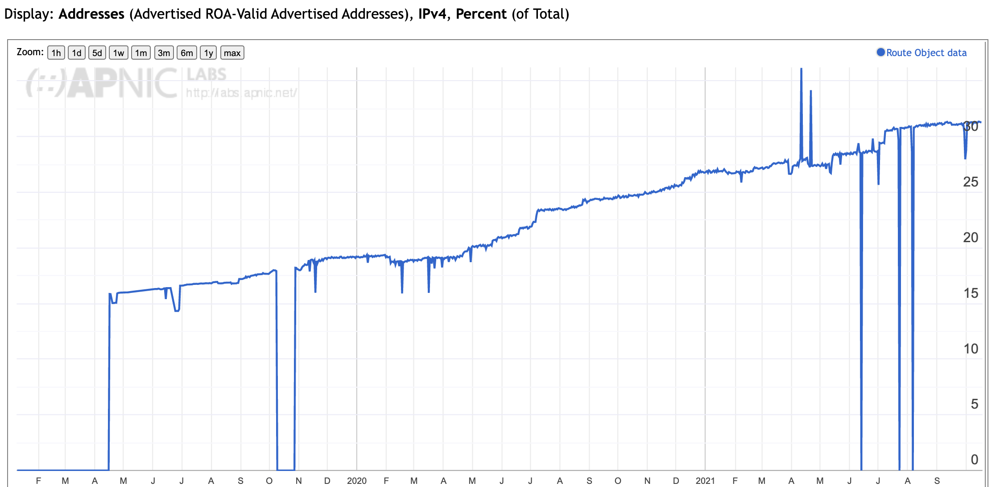 Display: Addresses (Advertised ROA-Valid Advertised Addresses), IPv4, Percent (of Total)
Zoom: 1h 1d 5d 1w 1m 3m 6m 1y max
Route Object data
(::)APNIC LABS
http://labs.apnic.net/
30
25
20
15
10
5
0
F M A M J J A S O N D 2020 F M A M J J A S O N D 2021 F M A M J J A S